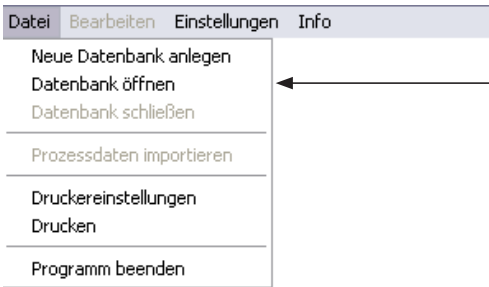 Datei Bearbeiten Einstellungen Info
Neue Datenbank anlegen
Datenbank öffnen
Datenbank schließen
Prozessdaten importieren
Druckereinstellungen
Drucken
Programm beenden